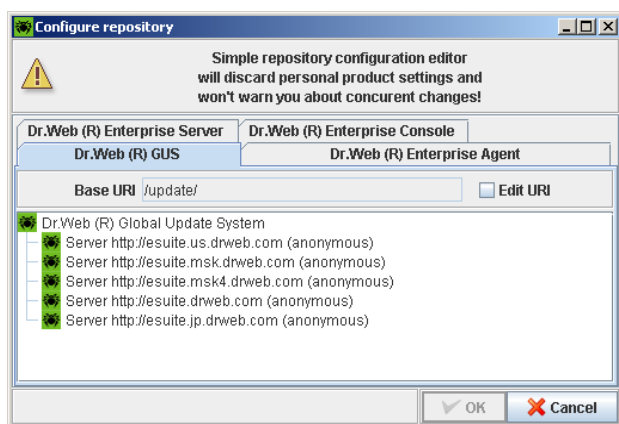 Configure repository
Simple repository configuration editor
will discard personal product settings and
won't warn you about concurent changes!
Dr.Web (R) Enterprise Server Dr.Web (R) Enterprise Console
Dr.Web (R) GUS Dr.Web (R) Enterprise Agent
Base URI /update/ Edit URI
Dr.Web (R) Global Update System
Server http://esuite.us.drweb.com (anonymous)
Server http://esuite.msk.drweb.com (anonymous)
Server http://esuite.msk4.drweb.com (anonymous)
Server http://esuite.drweb.com (anonymous)
Server http://esuite.jp.drweb.com (anonymous)
OK Cancel